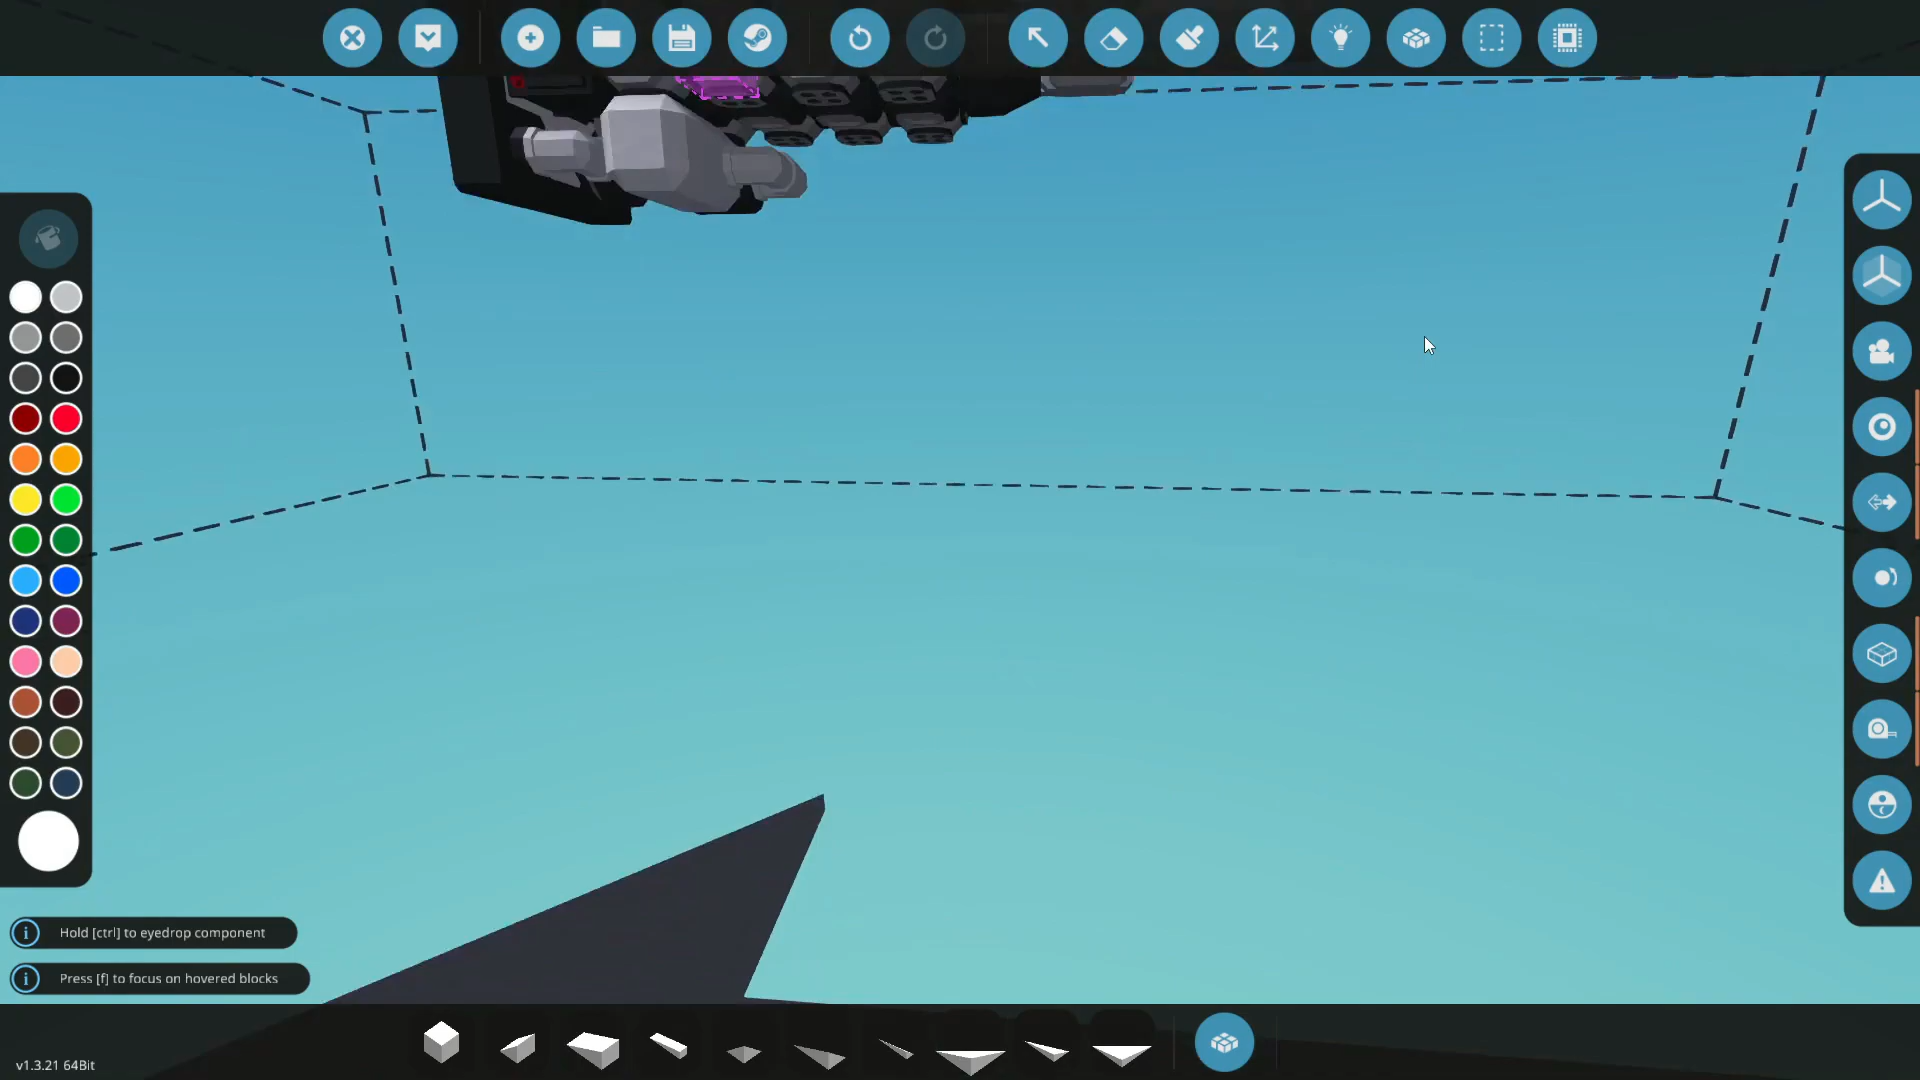 Hold [ctrl] to eyedrop component
Press [f] to focus on hovered blocks
v1.3.21 64Bit